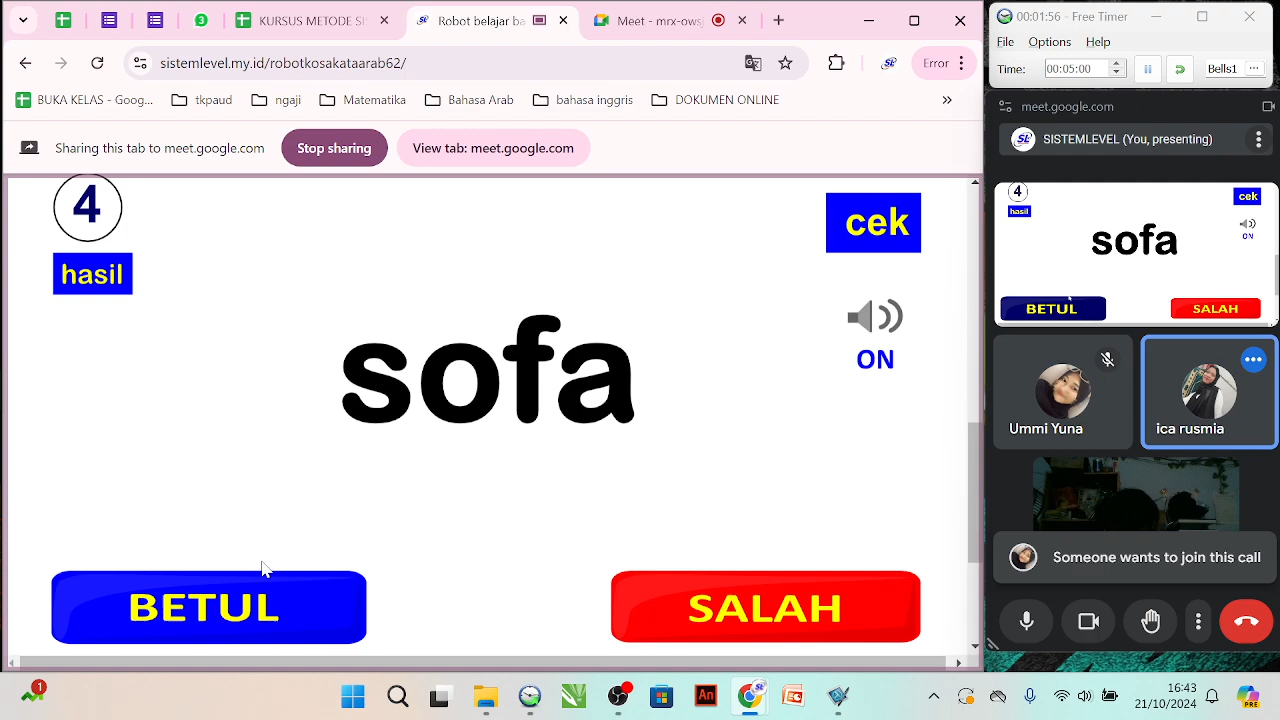 3
KURSUS METODE SI
Robot belajar ba
Meet - mrx-ows
sistemlevel.my.id/robotkosakataarab62/
Error
BUKA KELAS - Goog...
tkpaud
ngaji
Matematika
Bahasa Arab
bahasa inggris
DOKUMEN ONLINE
Sharing this tab to meet.google.com
Stop sharing
View tab: meet.google.com
4
cek
hasil
ON
sofa
BETUL
SALAH
00:01:56 - Free Timer
File Options Help
Time: 00:05:00 Bells1 ...
meet.google.com
SISTEMLEVEL (You, presenting)
4
cek
hasil
ON
sofa
BETUL
SALAH
Ummi Yuna
ica rusmia
Someone wants to join this call
1
An
PRE
16:43
21/10/2024